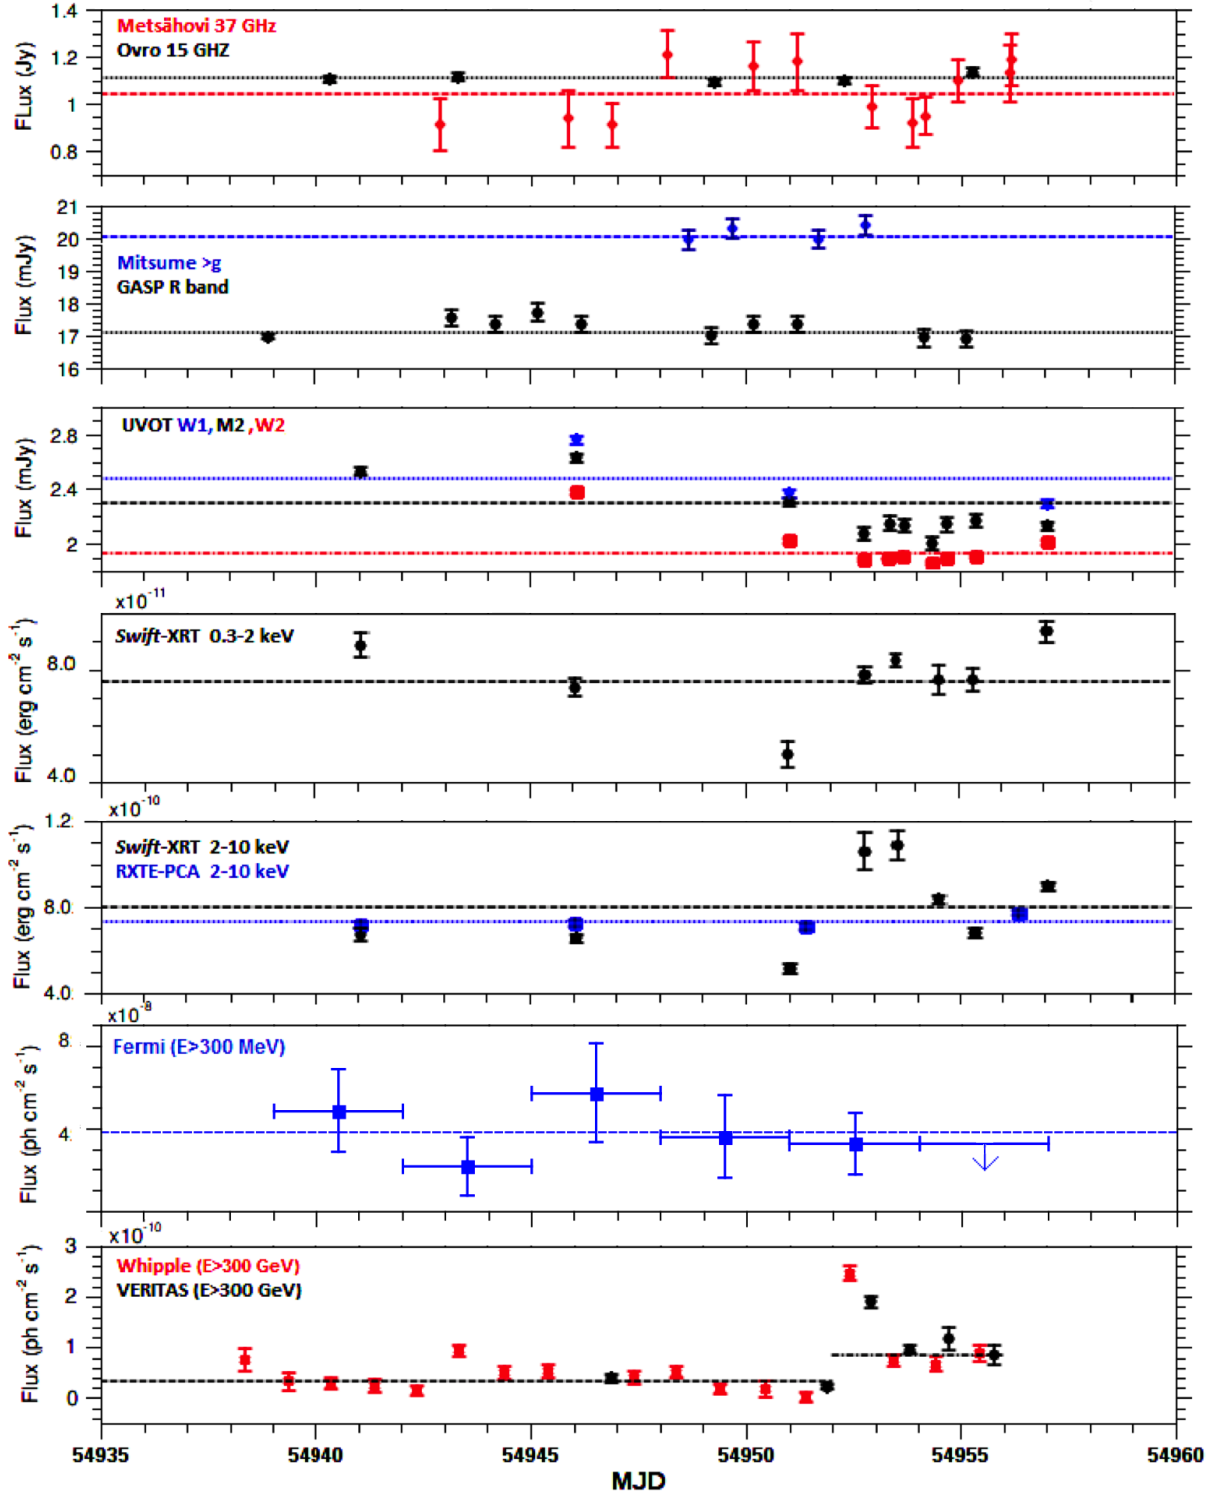 Metsähovi 37 GHz
Ovro 15 GHZ
FLux (Jy)
1.4
1.2
1
0.8
Mitsume >g
GASP R band
Flux (mJy)
21
20
19
18
17
16
UVOT W1, M2 ,W2
Flux (mJy)
2.8
2.4
2
x10⁻¹¹
Swift-XRT 0.3-2 keV
Flux (erg cm⁻² s⁻¹)
8.0
4.0
x10⁻¹⁰
Swift-XRT 2-10 keV
RXTE-PCA 2-10 keV
Flux (erg cm⁻² s⁻¹)
1.2
8.0
4.0
x10⁻⁸
Fermi (E>300 MeV)
Flux (ph cm⁻² s⁻¹)
8
4
x10⁻¹⁰
Whipple (E>300 GeV)
VERITAS (E>300 GeV)
Flux (ph cm⁻² s⁻¹)
3
2
1
0
54935 54940 54945 54950 54955 54960
MJD